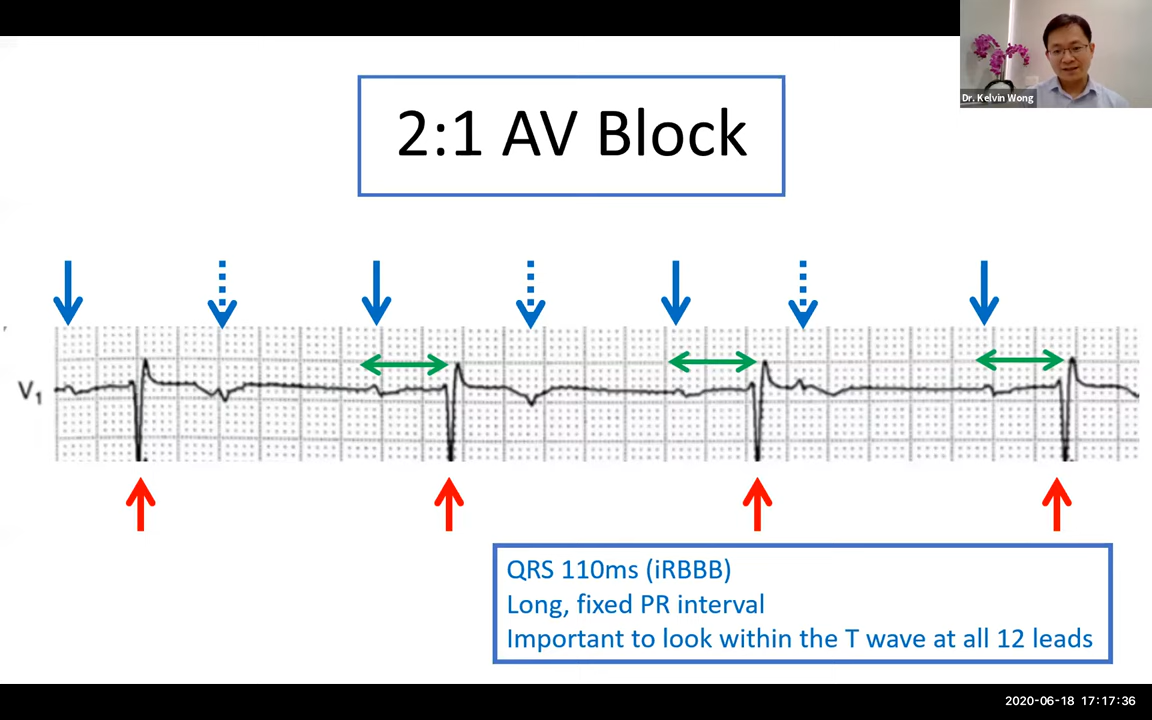 Dr. Kelvin Wong
2:1 AV Block
V1
QRS 110ms (iRBBB)
Long, fixed PR interval
Important to look within the T wave at all 12 leads
2020-06-18 17:17:36